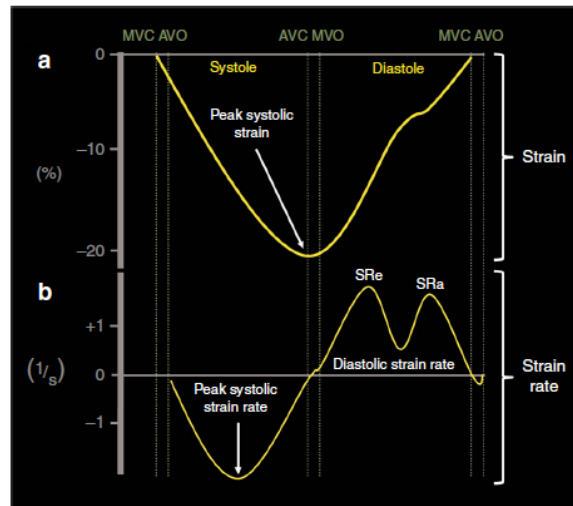 MVC AVO AVC MVO MVC AVO
a
0
Systole Diastole
Peak systolic
strain
−10
(%)
Strain
−20
b
SRe SRa
+1
(1/s)
0
Diastolic strain rate
Peak systolic
strain rate
Strain
rate
−1